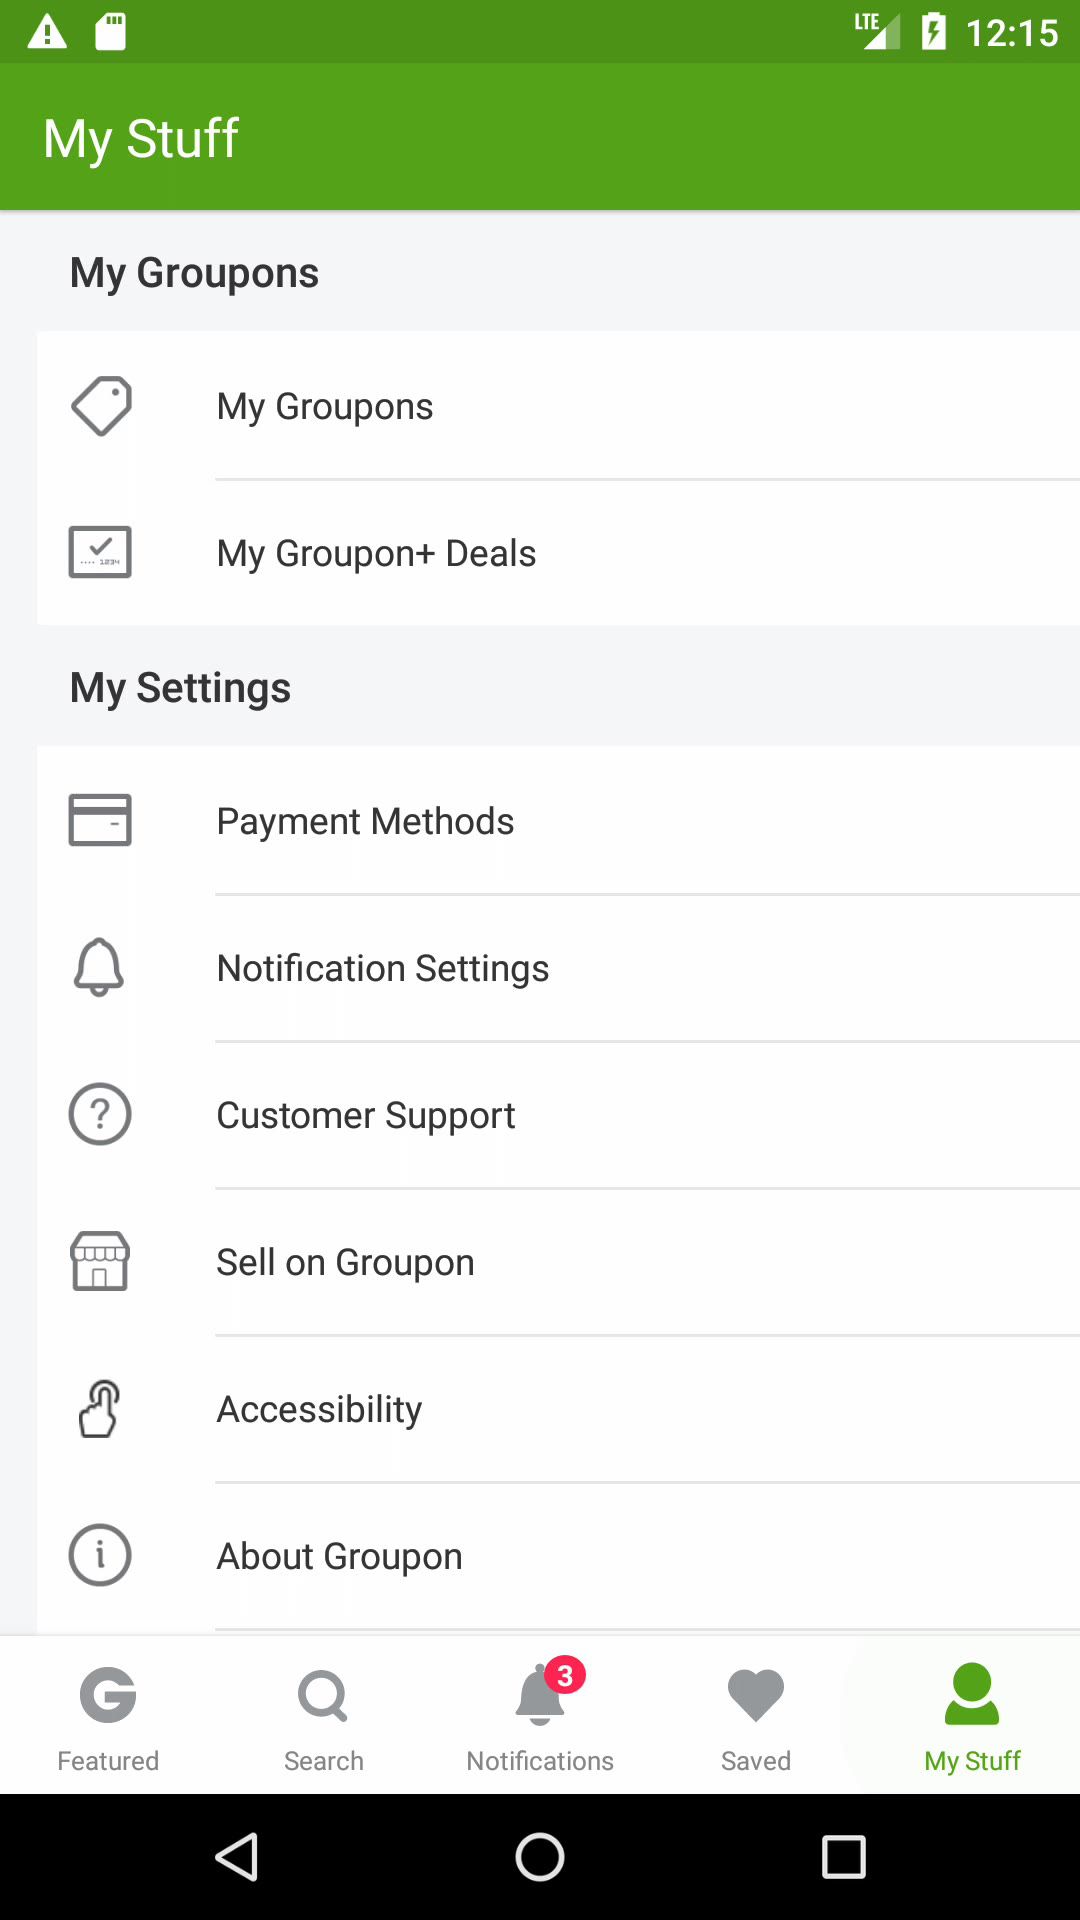 LTE 12:15
My Stuff
My Groupons
My Groupons
1234
My Groupon+ Deals
My Settings
Payment Methods
Notification Settings
?
Customer Support
Sell on Groupon
Accessibility
i
About Groupon
G
3
Featured
Search
Notifications
Saved
My Stuff